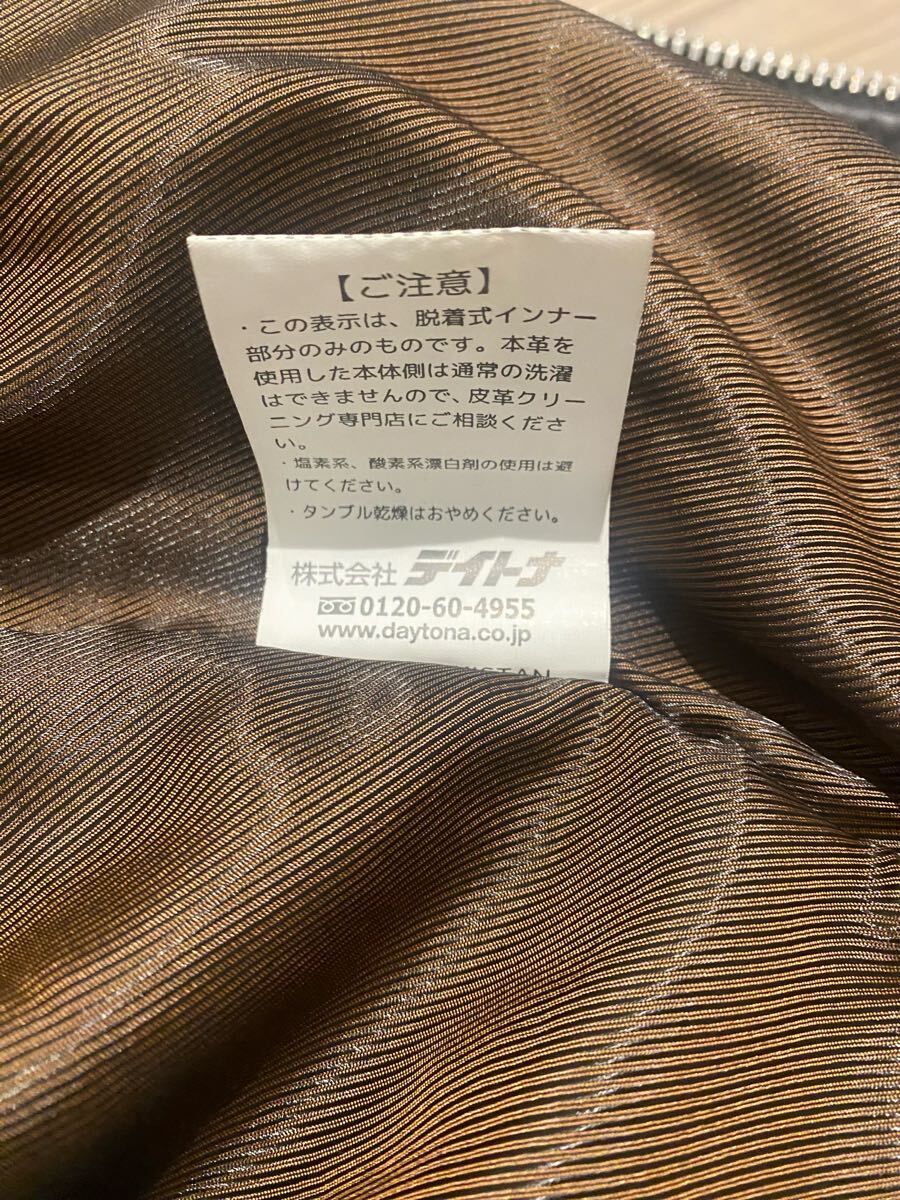 【ご注意】
・この表示は、脱着式インナー
部分のみのものです。本革を
使用した本体側は通常の洗濯
はできませんので、皮革クリー
ニング専門店にご相談くださ
い。
・塩素系、酸素系漂白剤の使用は避
けてください。
・タンブル乾燥はおやめください。
株式会社 デイトナ
0120-60-4955
www.daytona.co.jp